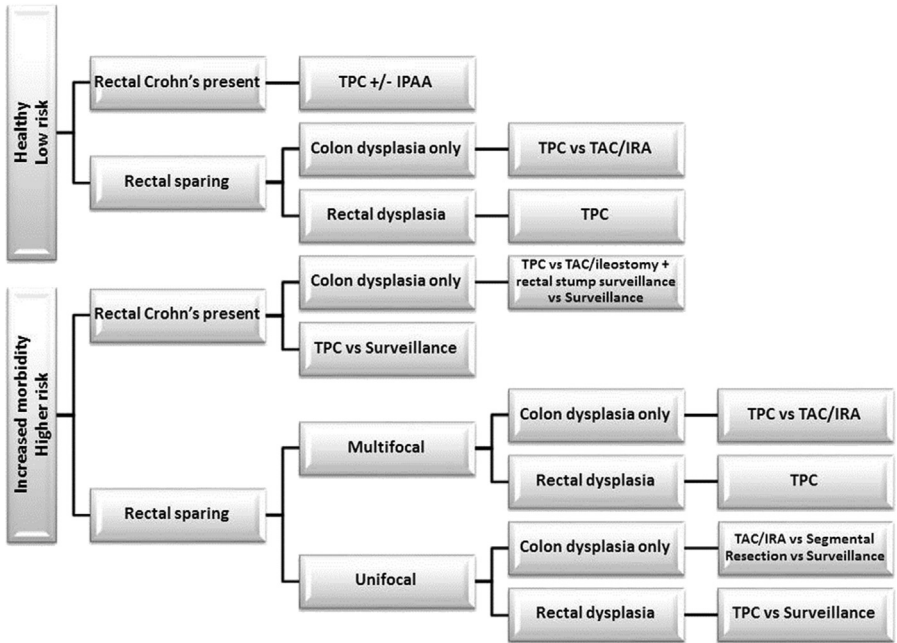 Healthy
Low risk
Rectal Crohn's present
TPC +/- IPAA
Rectal sparing
Colon dysplasia only
TPC vs TAC/IRA
Rectal dysplasia
TPC
Increased morbidity
Higher risk
Rectal Crohn's present
Colon dysplasia only
TPC vs TAC/ileostomy +
rectal stump surveillance
vs Surveillance
TPC vs Surveillance
Rectal sparing
Multifocal
Colon dysplasia only
TPC vs TAC/IRA
Rectal dysplasia
TPC
Unifocal
Colon dysplasia only
TAC/IRA vs Segmental
Resection vs Surveillance
Rectal dysplasia
TPC vs Surveillance